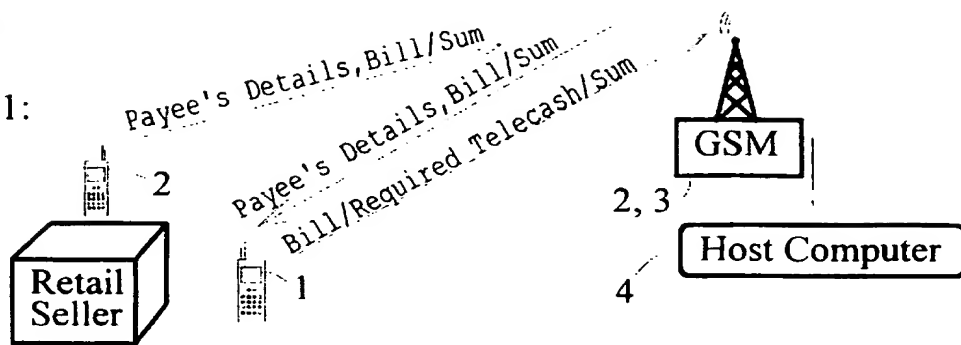 1:
Payee's Details,Bill/Sum
Payee's Details,Bill/Sum
Bill/Required Telecash/Sum
2
1
Retail
Seller
GSM
2, 3
Host Computer
4